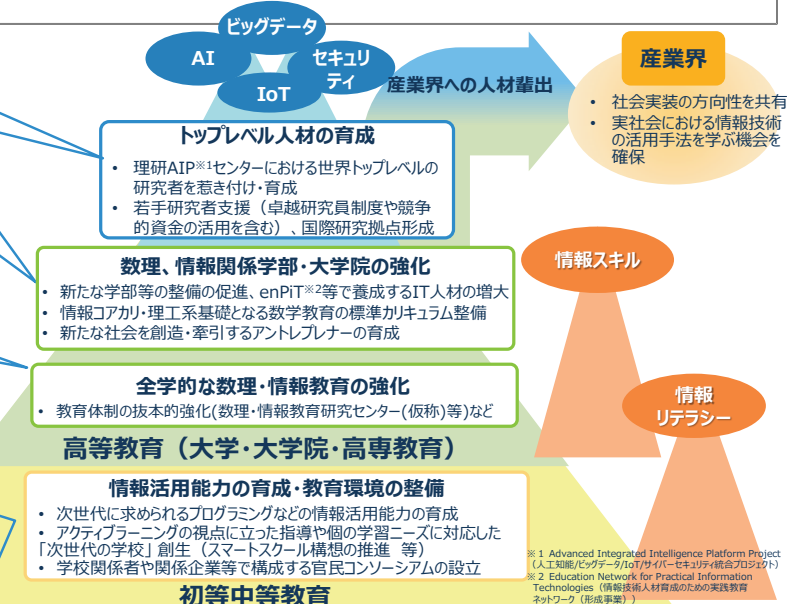 ビッグデータ
AI
セキュリ
ティ
IoT
産業界への人材輩出
産業界
• 社会実装の方向性を共有
• 実社会における情報技術
の活用手法を学ぶ機会を
確保
トップレベル人材の育成
• 理研AIP※1センターにおける世界トップレベルの
研究者を惹き付け・育成
• 若手研究者支援（卓越研究員制度や競争
的資金の活用を含む）、国際研究拠点形成
数理、情報関係学部・大学院の強化
• 新たな学部等の整備の促進、enPiT※2等で養成するIT人材の増大
• 情報コアカリ・理工系基礎となる数学教育の標準カリキュラム整備
• 新たな社会を創造・牽引するアントレプレナーの育成
情報スキル
全学的な数理・情報教育の強化
• 教育体制の抜本的強化(数理・情報教育研究センター(仮称)等)など
情報
リテラシー
高等教育（大学・大学院・高専教育）
情報活用能力の育成・教育環境の整備
• 次世代に求められるプログラミングなどの情報活用能力の育成
• アクティブラーニングの視点に立った指導や個の学習ニーズに対応した
「次世代の学校」創生（スマートスクール構想の推進 等）
• 学校関係者や関係企業等で構成する官民コンソーシアムの設立
初等中等教育
※１ Advanced Integrated Intelligence Platform Project
（人工知能/ビッグデータ/IoT/サイバーセキュリティ統合プロジェクト）
※２ Education Network for Practical Information
Technologies（情報技術人材育成のための実践教育
ネットワーク（形成事業））